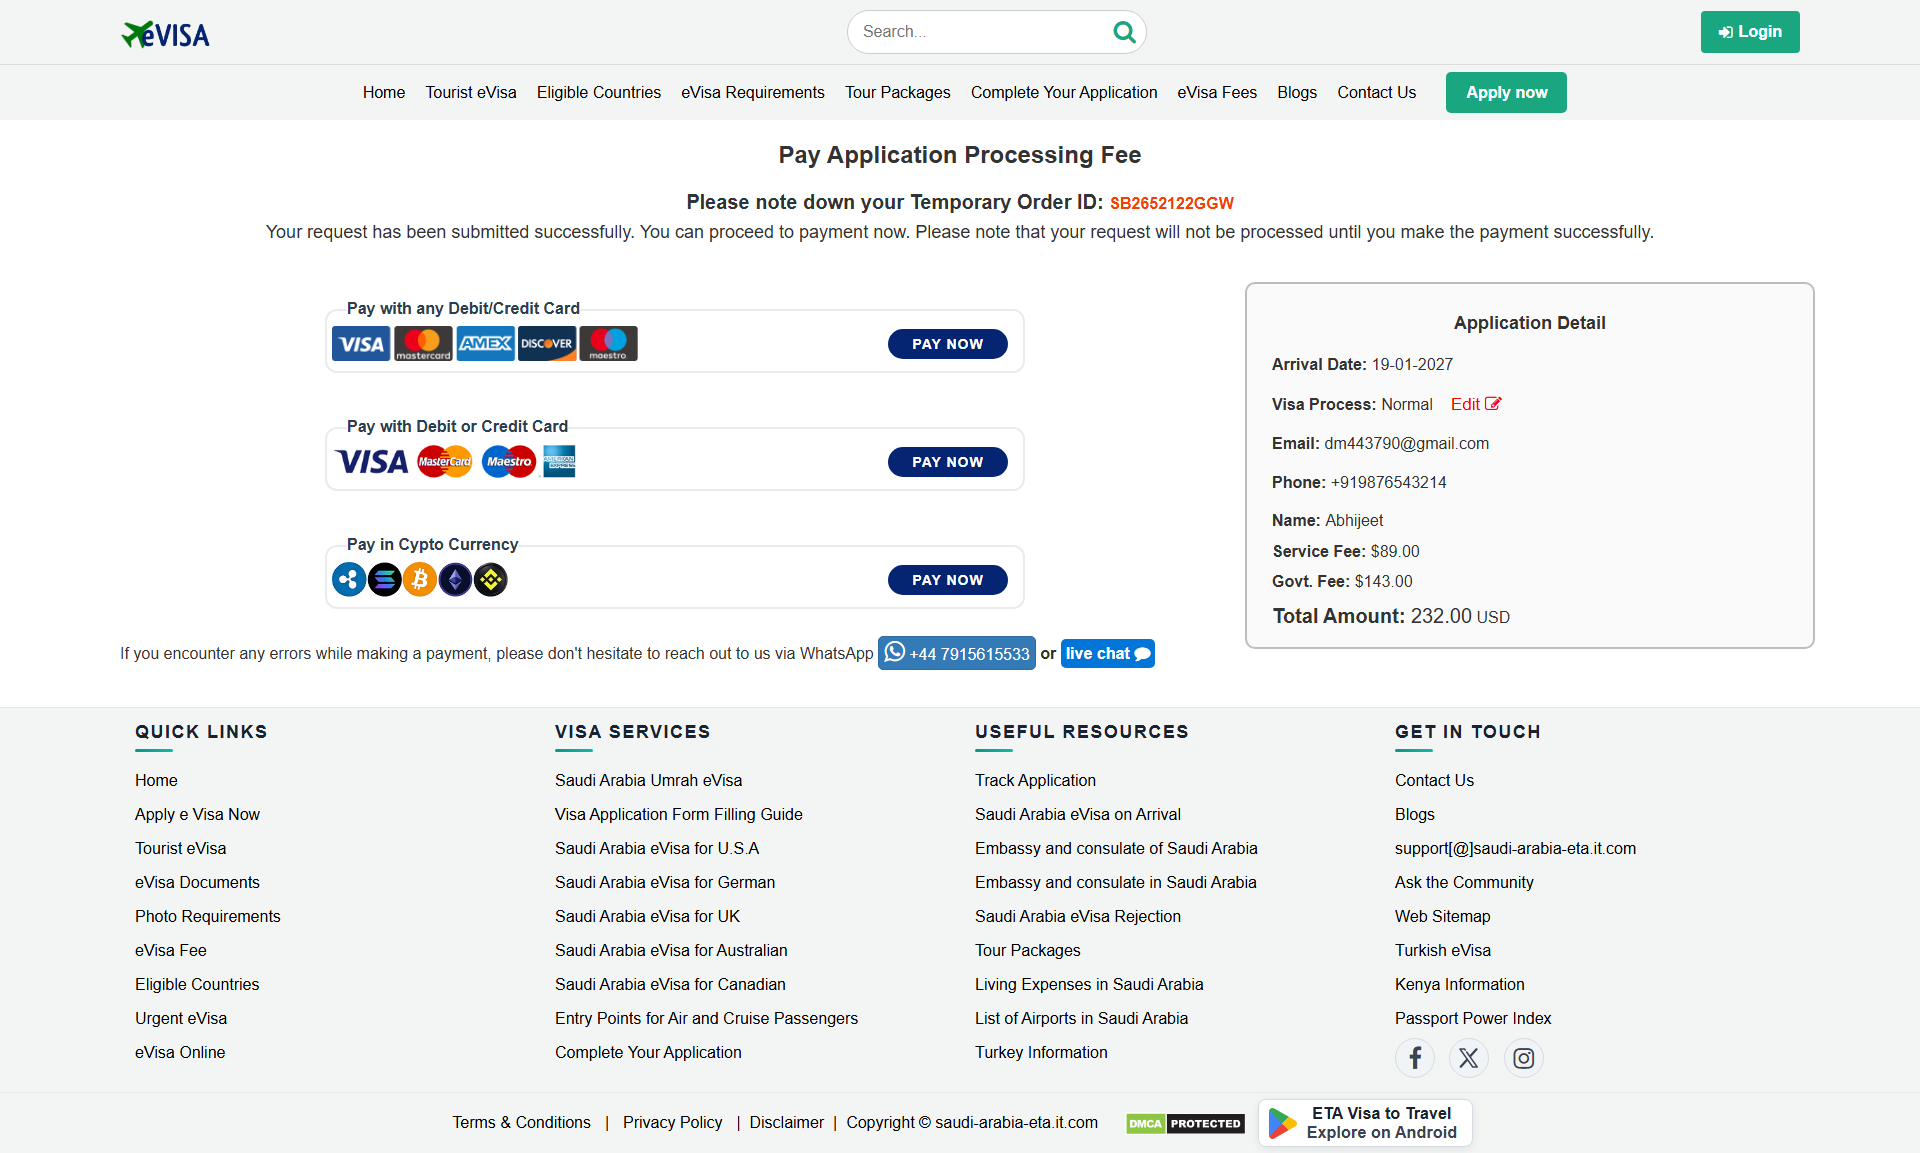 eVISA
Search...
Login
Home
Tourist eVisa
Eligible Countries
eVisa Requirements
Tour Packages
Complete Your Application
eVisa Fees
Blogs
Contact Us
Apply now
Pay Application Processing Fee
Please note down your Temporary Order ID: SB2652122GGW
Your request has been submitted successfully. You can proceed to payment now. Please note that your request will not be processed until you make the payment successfully.
Pay with any Debit/Credit Card
VISA mastercard AMEX DISCOVER maestro
PAY NOW
Pay with Debit or Credit Card
VISA MasterCard Maestro AMERICAN EXPRESS
PAY NOW
Pay in Cypto Currency
PAY NOW
If you encounter any errors while making a payment, please don't hesitate to reach out to us via WhatsApp +44 7915615533 or live chat
Application Detail
Arrival Date: 19-01-2027
Visa Process: Normal Edit
Email: dm443790@gmail.com
Phone: +919876543214
Name: Abhijeet
Service Fee: $89.00
Govt. Fee: $143.00
Total Amount: 232.00 USD
QUICK LINKS
Home
Apply e Visa Now
Tourist eVisa
eVisa Documents
Photo Requirements
eVisa Fee
Eligible Countries
Urgent eVisa
eVisa Online
VISA SERVICES
Saudi Arabia Umrah eVisa
Visa Application Form Filling Guide
Saudi Arabia eVisa for U.S.A
Saudi Arabia eVisa for German
Saudi Arabia eVisa for UK
Saudi Arabia eVisa for Australian
Saudi Arabia eVisa for Canadian
Entry Points for Air and Cruise Passengers
Complete Your Application
USEFUL RESOURCES
Track Application
Saudi Arabia eVisa on Arrival
Embassy and consulate of Saudi Arabia
Embassy and consulate in Saudi Arabia
Saudi Arabia eVisa Rejection
Tour Packages
Living Expenses in Saudi Arabia
List of Airports in Saudi Arabia
Turkey Information
GET IN TOUCH
Contact Us
Blogs
support[@]saudi-arabia-eta.it.com
Ask the Community
Web Sitemap
Turkish eVisa
Kenya Information
Passport Power Index
Terms & Conditions | Privacy Policy | Disclaimer | Copyright © saudi-arabia-eta.it.com
DMCA PROTECTED
ETA Visa to Travel
Explore on Android